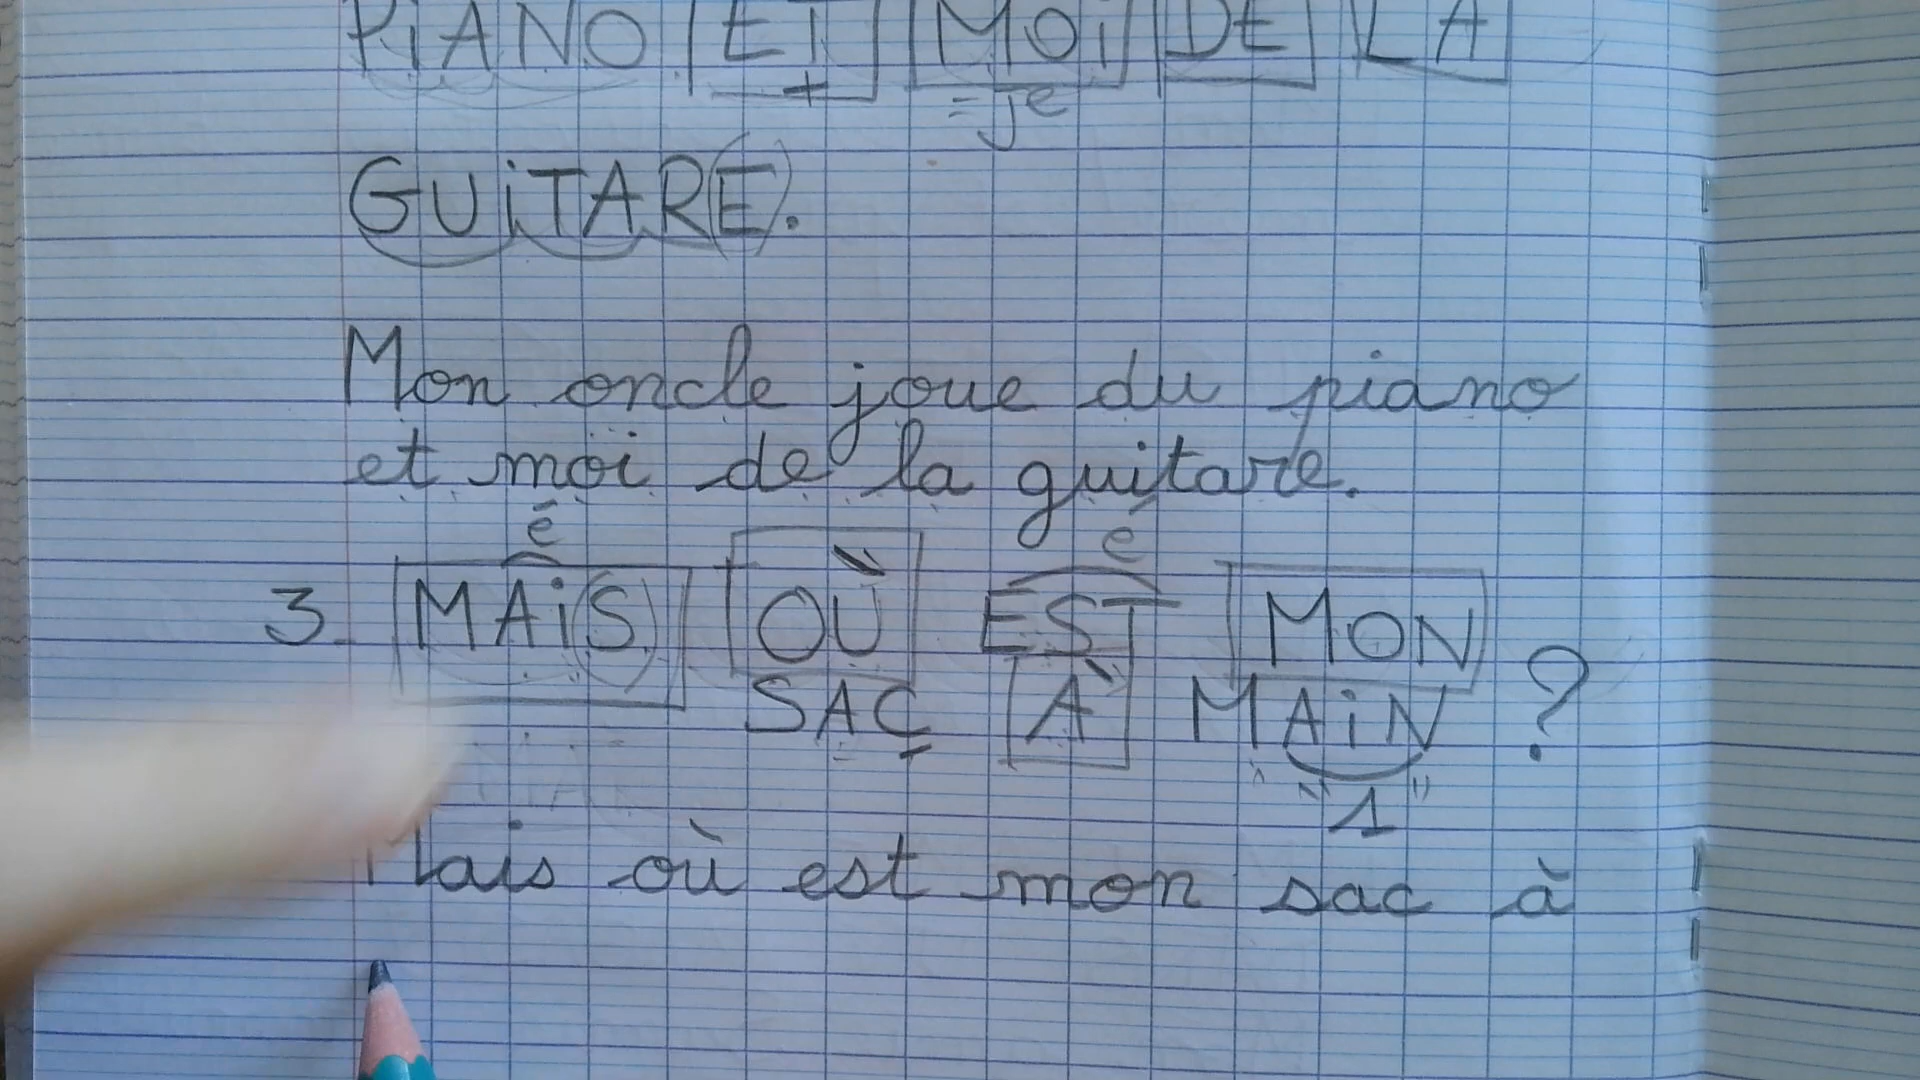 PiANO ET MOi DE LA
+ = je
GUiTARE.
Mon oncle joue du piano
et moi de la guitare.
é é
3. MAiS OÙ EST MON
SAC À MAiN ?
"1"
Mais où est mon sac à